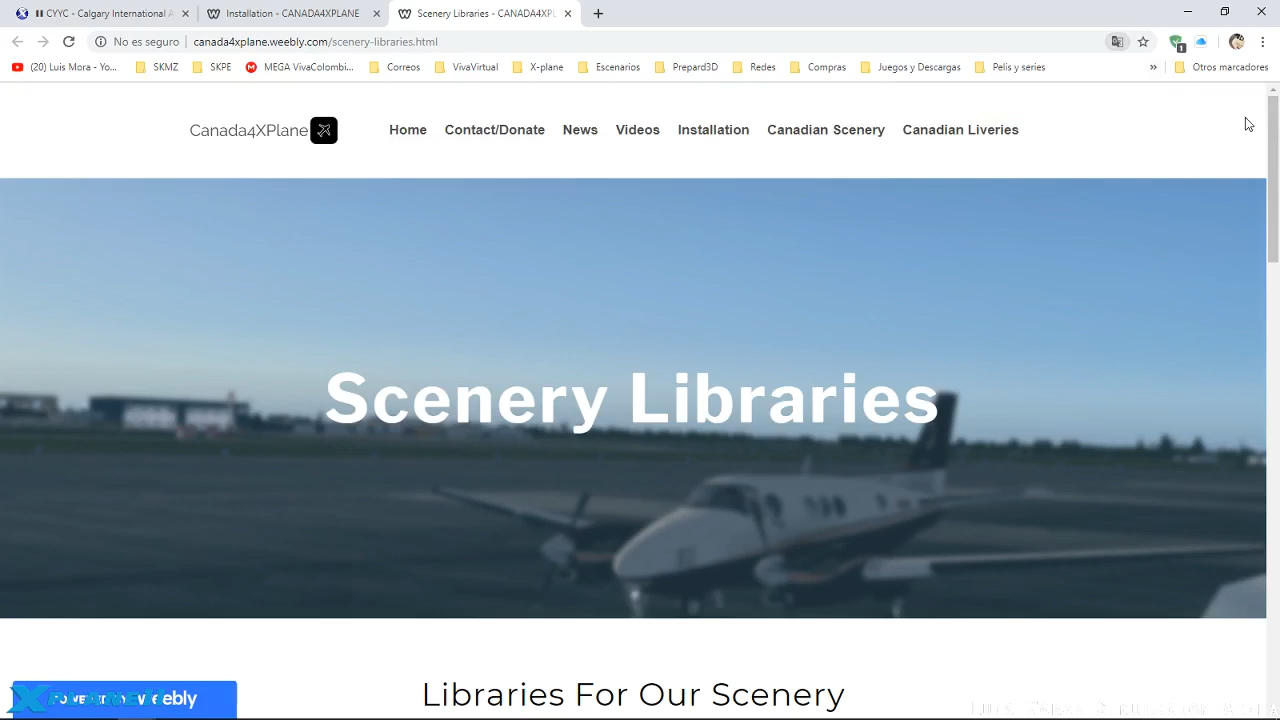 CYYC - Calgary International A
Installation - CANADA4XPLANE
Scenery Libraries - CANADA4XPL
No es seguro
canada4xplane.weebly.com/scenery-libraries.html
1
(20) Luis Mora - Yo...
SKMZ
SKPE
MEGA VivaColombi...
Correos
VivaVirtual
X-plane
Escenarios
Prepard3D
Redes
Compras
Juegos y Descargas
Pelis y series
»
Otros marcadores
Canada4XPlane
Home
Contact/Donate
News
Videos
Installation
Canadian Scenery
Canadian Liveries
Scenery Libraries
Libraries For Our Scenery
weebly